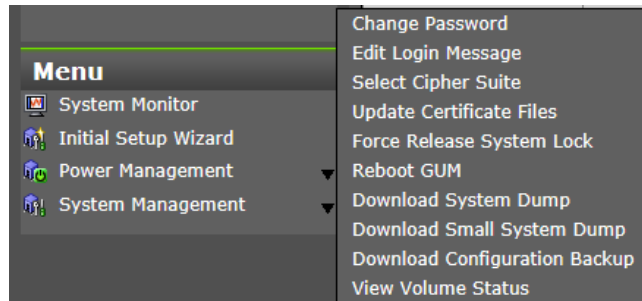 Menu
System Monitor
Initial Setup Wizard
Power Management
System Management
Change Password
Edit Login Message
Select Cipher Suite
Update Certificate Files
Force Release System Lock
Reboot GUM
Download System Dump
Download Small System Dump
Download Configuration Backup
View Volume Status